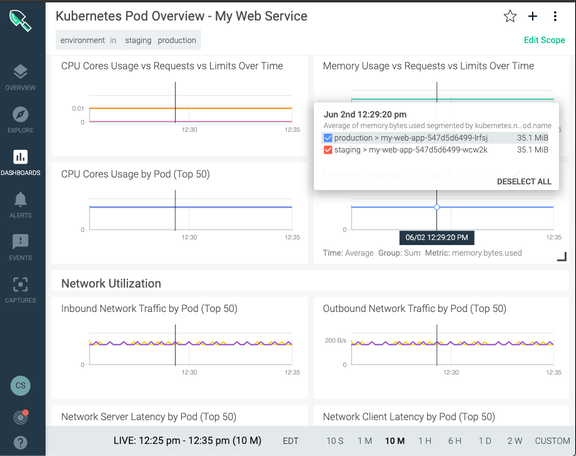 Kubernetes Pod Overview - My Web Service
environment in staging production
Edit Scope
OVERVIEW
EXPLORE
DASHBOARDS
ALERTS
EVENTS
CAPTURES
CS
CPU Cores Usage vs Requests vs Limits Over Time
0.01
0
12:30
12:35
Memory Usage vs Requests vs Limits Over Time
Jun 2nd 12:29:20 pm
Average of memory.bytes.used segmented by kubernetes.n...od.name
production > my-web-app-547d5d6499-lrfsj 35.1 MiB
staging > my-web-app-547d5d6499-wcw2k 35.1 MiB
DESELECT ALL
CPU Cores Usage by Pod (Top 50)
0
12:30
12:35
0
06/02 12:29:20 PM
12:35
Time: Average Group: Sum Metric: memory.bytes.used
Network Utilization
Inbound Network Traffic by Pod (Top 50)
0
12:30
12:35
Outbound Network Traffic by Pod (Top 50)
200 B/s
0
12:30
12:35
Network Server Latency by Pod (Top 50)
Network Client Latency by Pod (Top 50)
LIVE: 12:25 pm - 12:35 pm (10 M) EDT 10 S 1 M 10 M 1 H 6 H 1 D 2 W CUSTOM